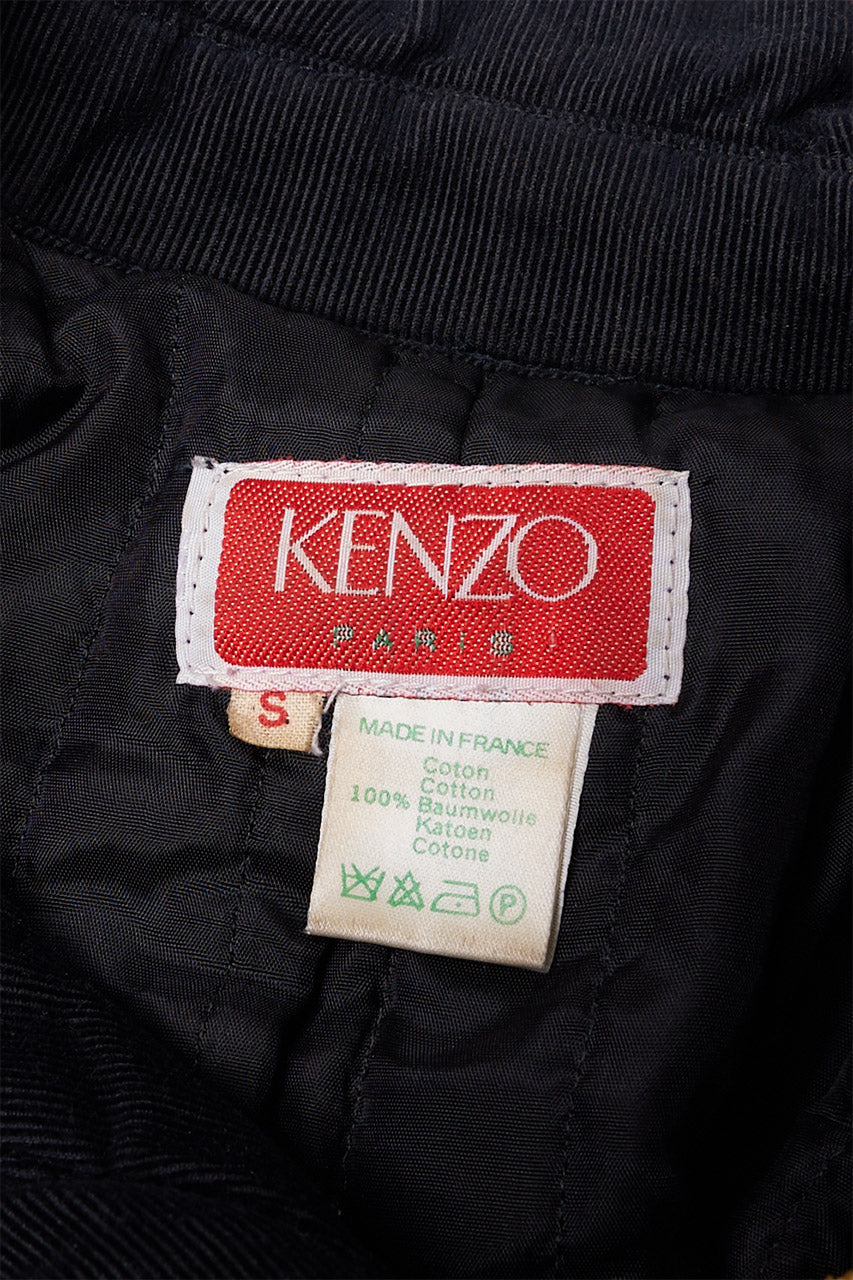 KENZO
PARIS
S
MADE IN FRANCE
Coton
Cotton
100% Baumwolle
Katoen
Cotone
P